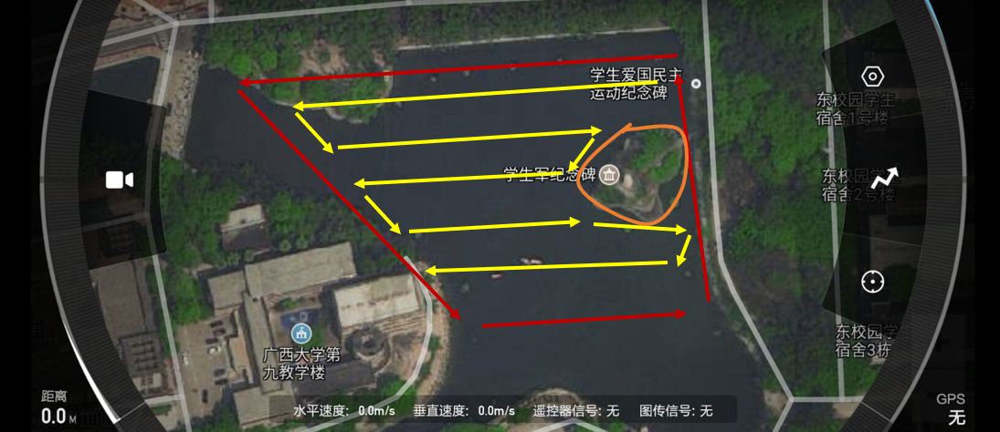 学生爱国民主
运动纪念碑
东校园学生
宿舍1号楼
学生军纪念碑
东校园学
宿舍2号楼
广西大学第
九教学楼
东校园学
宿舍3栋
距离
0.0 M
水平速度: 0.0m/s 垂直速度: 0.0m/s 遥控器信号: 无 图传信号: 无
GPS
无